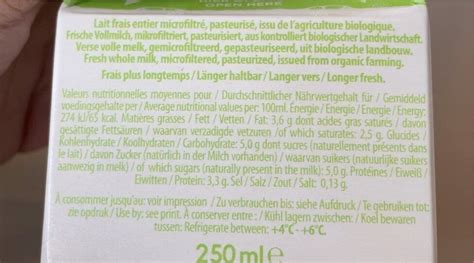 OPEN HERE
Lait frais entier microfiltré, pasteurisé, issu de l'agriculture biologique.
Frische Vollmilch, mikrofiltriert, pasteurisiert, aus kontrolliert biologischer Landwirtschaft.
Verse volle melk, gemicrofiltreerd, gepasteuriseerd, uit biologische landbouw.
Fresh whole milk, microfiltered, pasteurized, issued from organic farming.
Frais plus longtemps / Länger haltbar / Langer vers / Longer fresh.
Valeurs nutritionnelles moyennes pour / Durchschnittlicher Nährwertgehalt für / Gemiddeld
voedingsgehalte per / Average nutritional values per: 100ml. Energie / Energie / Energie / Energy:
274 kJ/65 kcal. Matières grasses / Fett / Vetten / Fat: 3,6 g dont acides gras saturés / davon
gesättigte Fettsäuren / waarvan verzadigde vetzuren /of which saturates: 2,5 g. Glucides /
Kohlenhydrate / Koolhydraten / Carbohydrate: 5,0 g dont sucres (naturellement présents dans
le lait) / davon Zucker (natürlich in der Milch vorhanden) / waarvan suikers (natuurlijke suikers
aanwezig in melk) / of which sugars (naturally present in the milk): 5,0 g. Protéines / Eiweiß /
Eiwitten / Protein: 3,3 g. Sel / Salz / Zout / Salt: 0,13 g.
A consommer jusqu'au: voir impression / Zu verbrauchen bis: siehe Aufdruck / Te gebruiken tot:
zie opdruk / Use by: see print. A conserver entre : / Kühl lagern zwischen: / Koel bewaren
tussen: Refrigerate between: +4°C- +6°C.
250 ml e